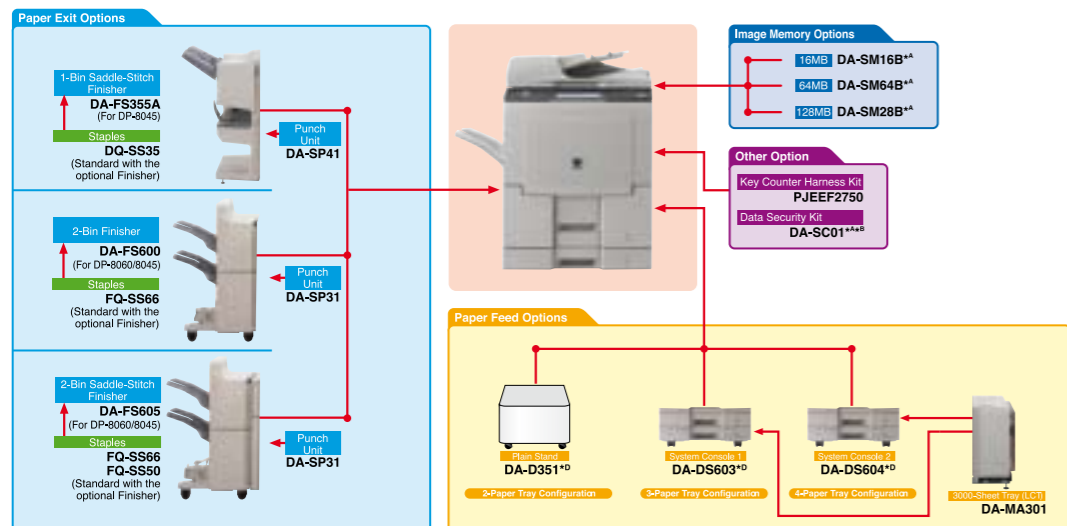 Paper Exit Options
1-Bin Saddle-Stitch
Finisher
DA-FS355A
(For DP-8045)
Staples
DQ-SS35
(Standard with the
optional Finisher)
Punch
Unit
DA-SP41
2-Bin Finisher
DA-FS600
(For DP-8060/8045)
Staples
FQ-SS66
(Standard with the
optional Finisher)
Punch
Unit
DA-SP31
2-Bin Saddle-Stitch
Finisher
DA-FS605
(For DP-8060/8045)
Staples
FQ-SS66
FQ-SS50
(Standard with the
optional Finisher)
Punch
Unit
DA-SP31
Image Memory Options
16MB DA-SM16B*A
64MB DA-SM64B*A
128MB DA-SM28B*A
Other Option
Key Counter Harness Kit
PJEEF2750
Data Security Kit
DA-SC01*A*B
Paper Feed Options
Plain Stand
DA-D351*D
2-Paper Tray Configuration
System Console 1
DA-DS603*D
3-Paper Tray Configuration
System Console 2
DA-DS604*D
4-Paper Tray Configuration
3000-Sheet Tray (LCT)
DA-MA301